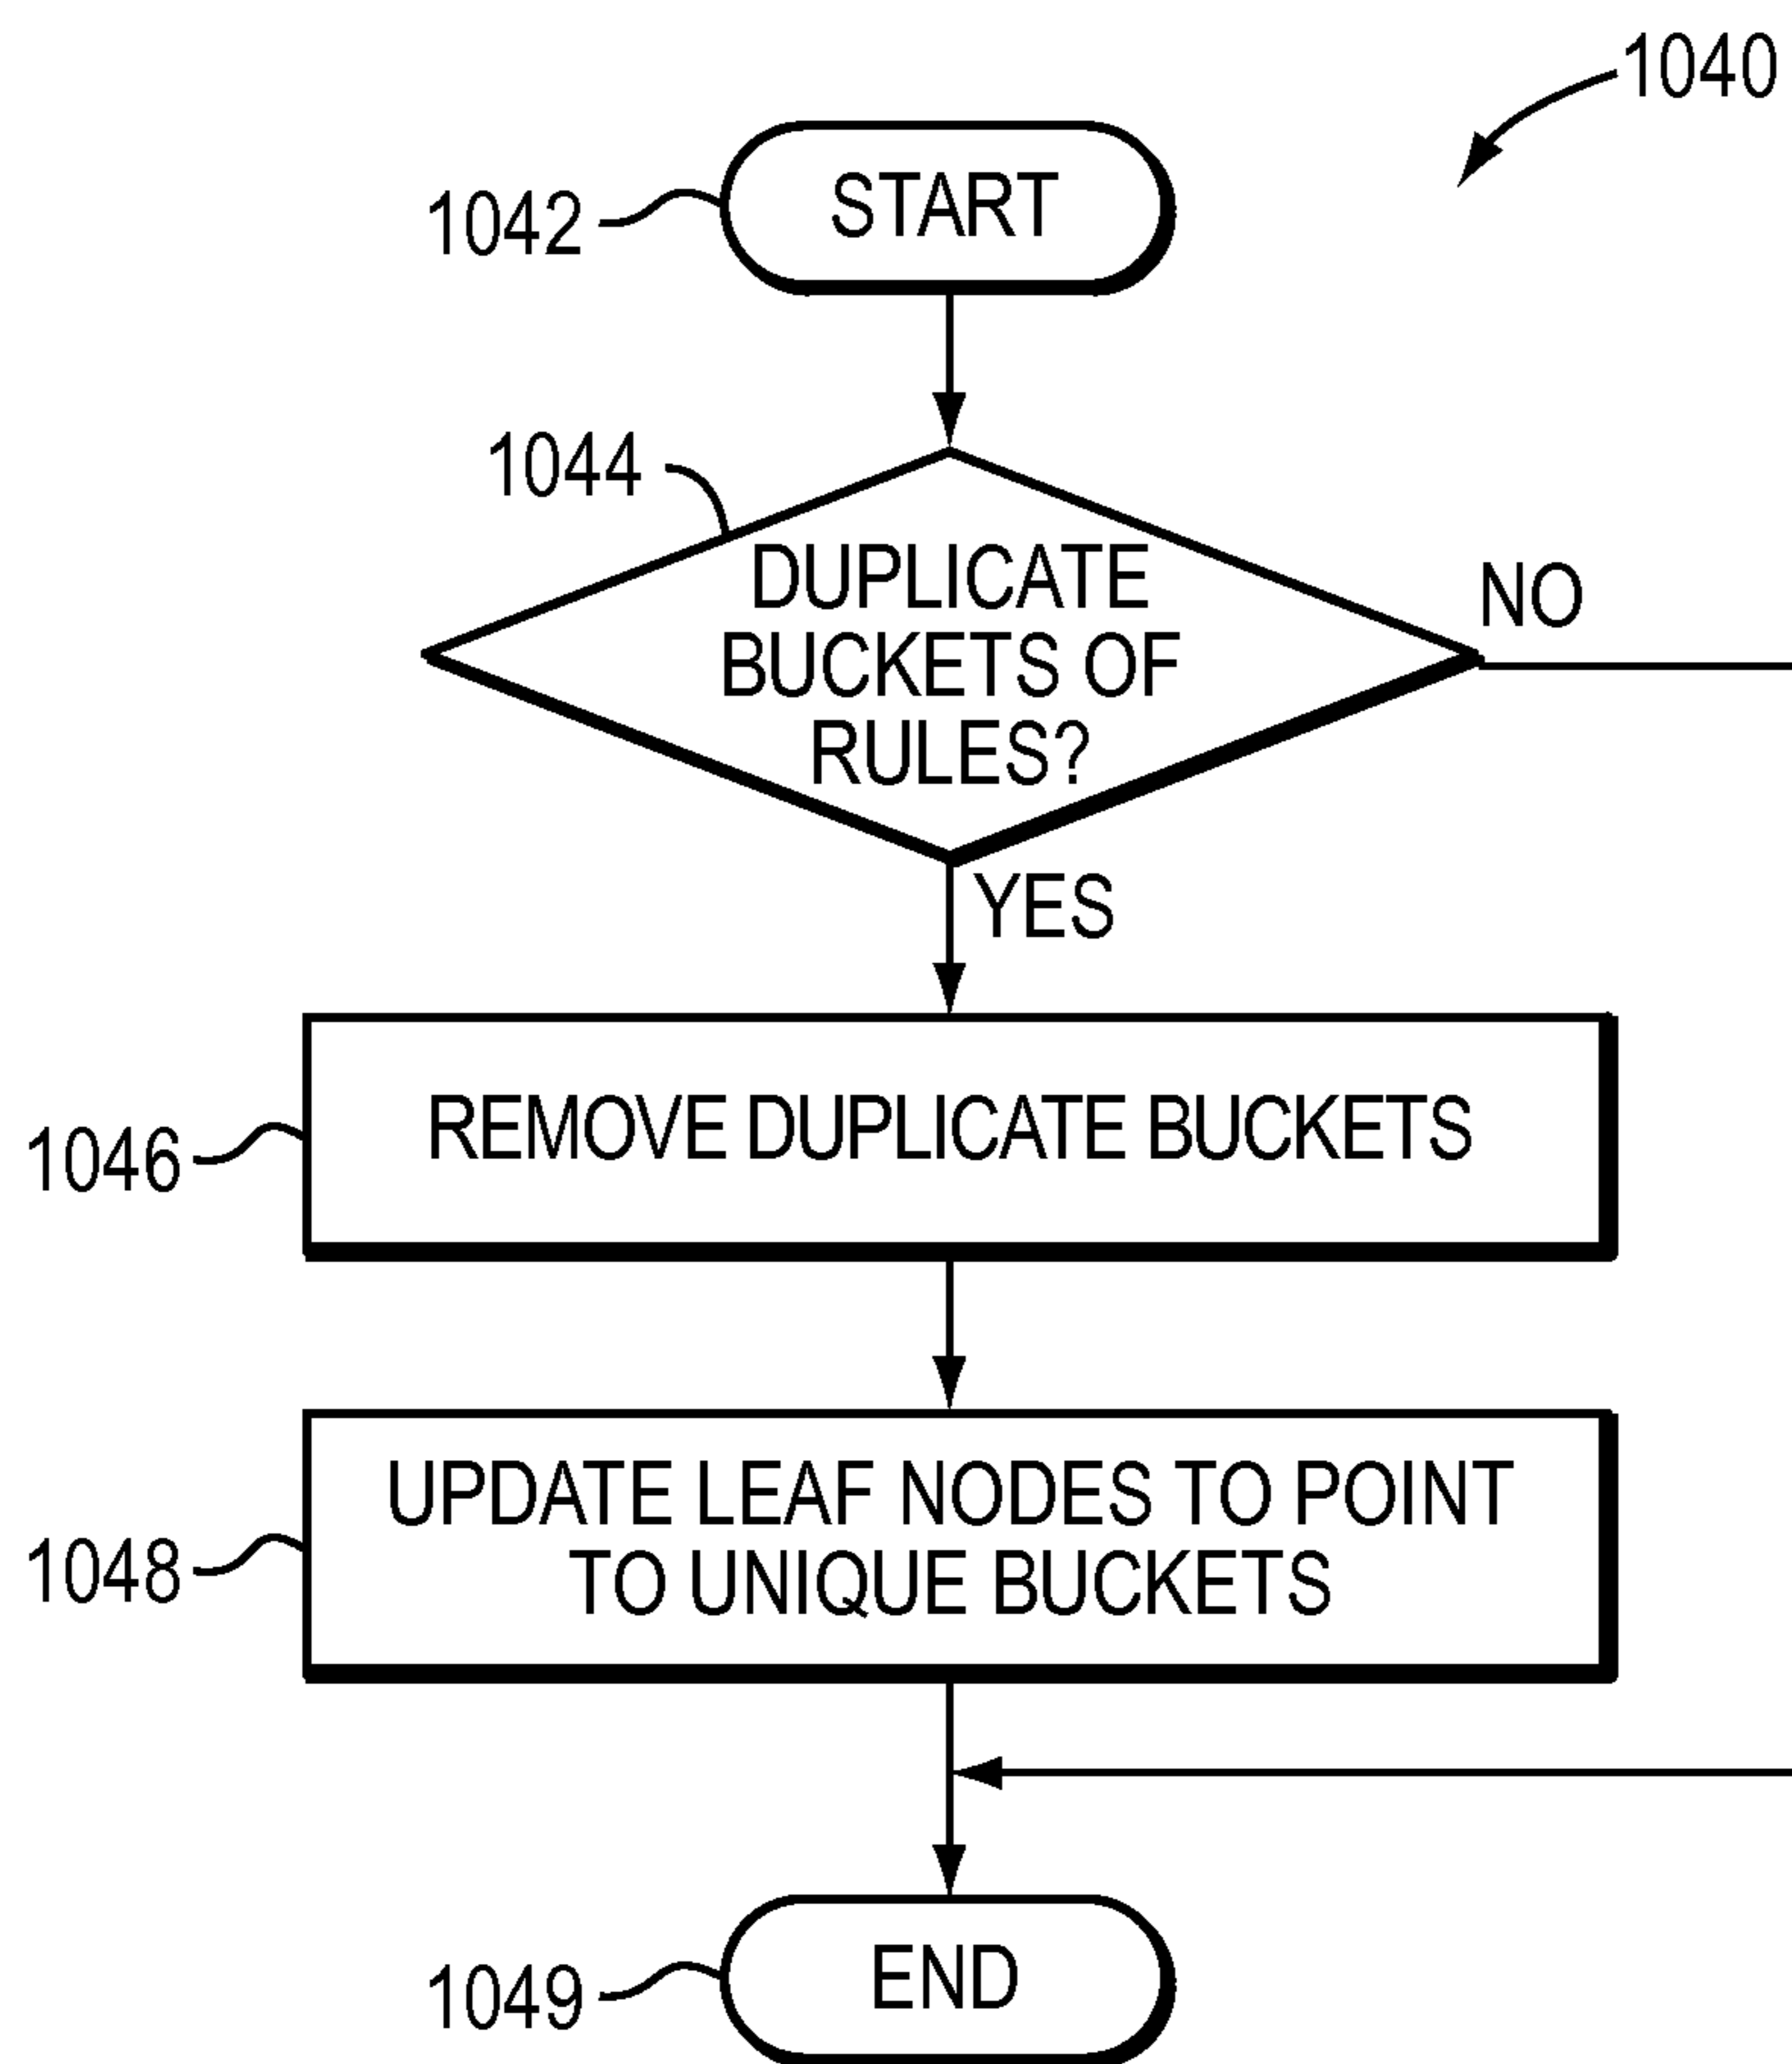 1040
START
1042
1044
DUPLICATE
BUCKETS OF
RULES?
NO
YES
REMOVE DUPLICATE BUCKETS
1046
UPDATE LEAF NODES TO POINT
TO UNIQUE BUCKETS
1048
END
1049